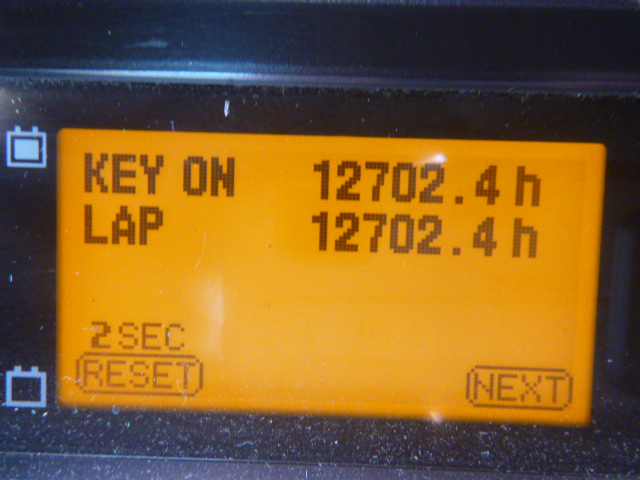 KEY ON 12702.4 h
LAP 12702.4 h
2 SEC
RESET NEXT